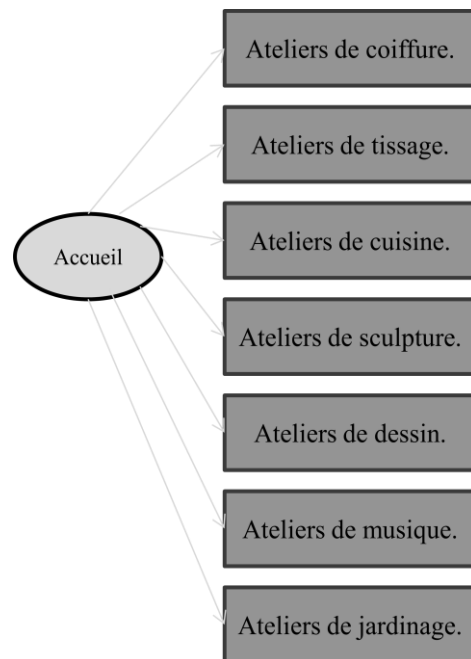 Ateliers de coiffure.
Ateliers de tissage.
Ateliers de cuisine.
Accueil
Ateliers de sculpture.
Ateliers de dessin.
Ateliers de musique.
Ateliers de jardinage.